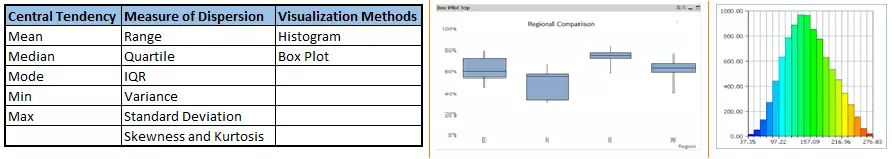 Central Tendency Measure of Dispersion Visualization Methods
Mean Range Histogram
Median Quartile Box Plot
Mode IQR
Min Variance
Max Standard Deviation
Skewness and Kurtosis
Box Plot Top
Regional Comparison
100%
80%
60%
40%
20%
0%
E N E W
Region
1000.00
800.00
600.00
400.00
200.00
0.00
37.35 97.22 157.09 216.96 276.83